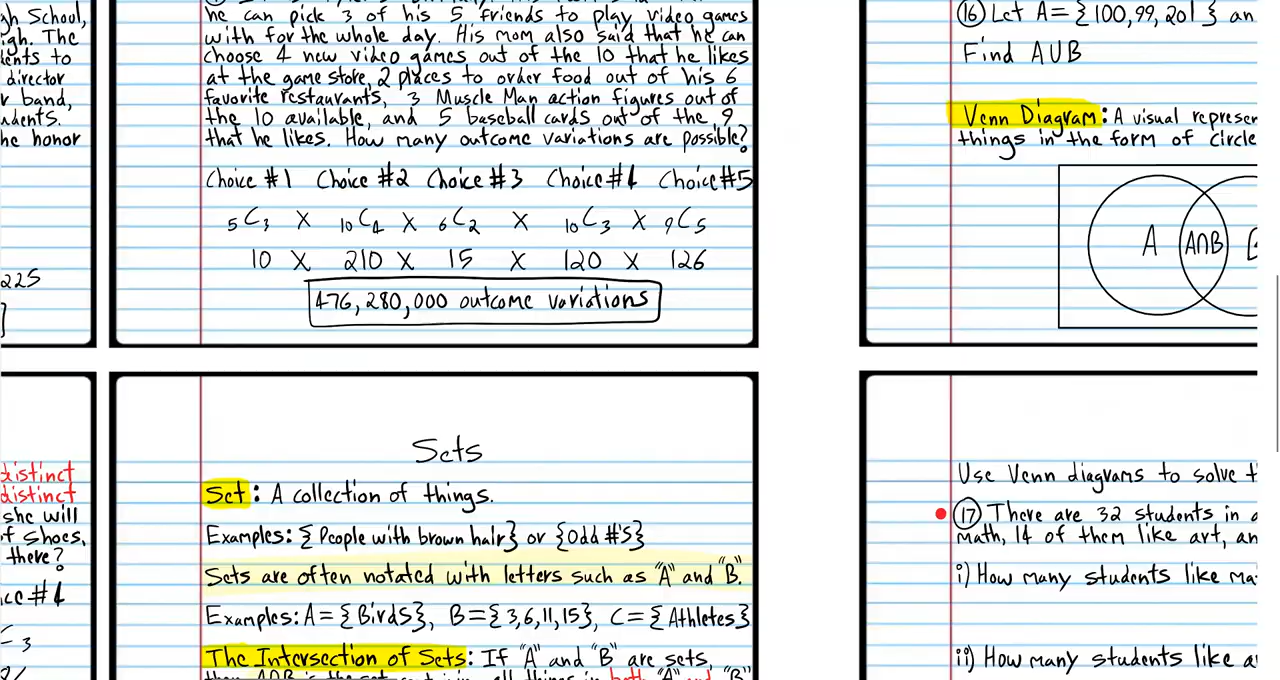 gh School,
igh. The
ents to
director
r band,
udents.
he honor
225
distinct
distinct
she will
of shoes,
there?
ice #4
he can pick 3 of his 5 friends to play video games
with for the whole day. His mom also said that he can
choose 4 new video games out of the 10 that he likes
at the game store, 2 places to order food out of his 6
favorite restaurants, 3 Muscle Man action figures out of
the 10 available, and 5 baseball cards out of the 9
that he likes. How many outcome variations are possible?
Choice #1 Choice #2 Choice #3 Choice #4 Choice #5
5C3 X 10C4 X 6C2 X 10C3 X 9C5
10 X 210 X 15 X 120 X 126
476,280,000 outcome variations
Sets
Set: A collection of things.
Examples: {People with brown hair} or {Odd #'s}
Sets are often notated with letters such as "A" and "B".
Examples: A={Birds}, B={3,6,11,15}, C={Athletes}
The Intersection of Sets: If "A" and "B" are sets,
both "A" and "B"
16 Let A={100,99,201} an
Find AUB
Venn Diagram: A visual represen
things in the form of circle
A A∩B
Use Venn diagrams to solve t
17 There are 32 students in a
math, 14 of them like art, an
i) How many students like ma
ii) How many students like a